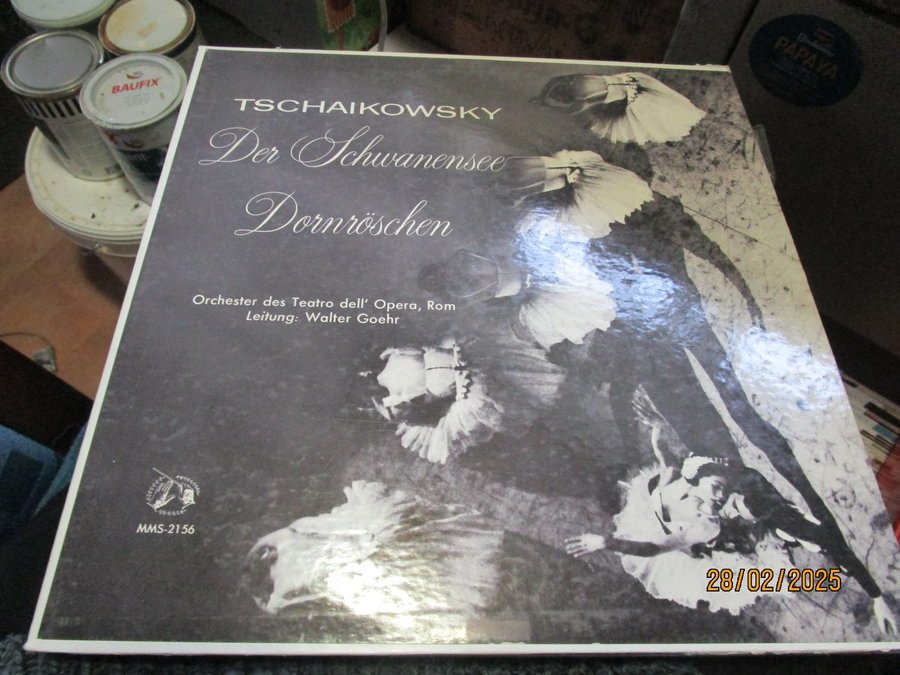 TSCHAIKOWSKY
Der Schwanensee
Dornröschen
Orchester des Teatro dell' Opera, Rom
Leitung: Walter Goehr
MMS-2156
BAUFIX
PAPAYA
28/02/2025